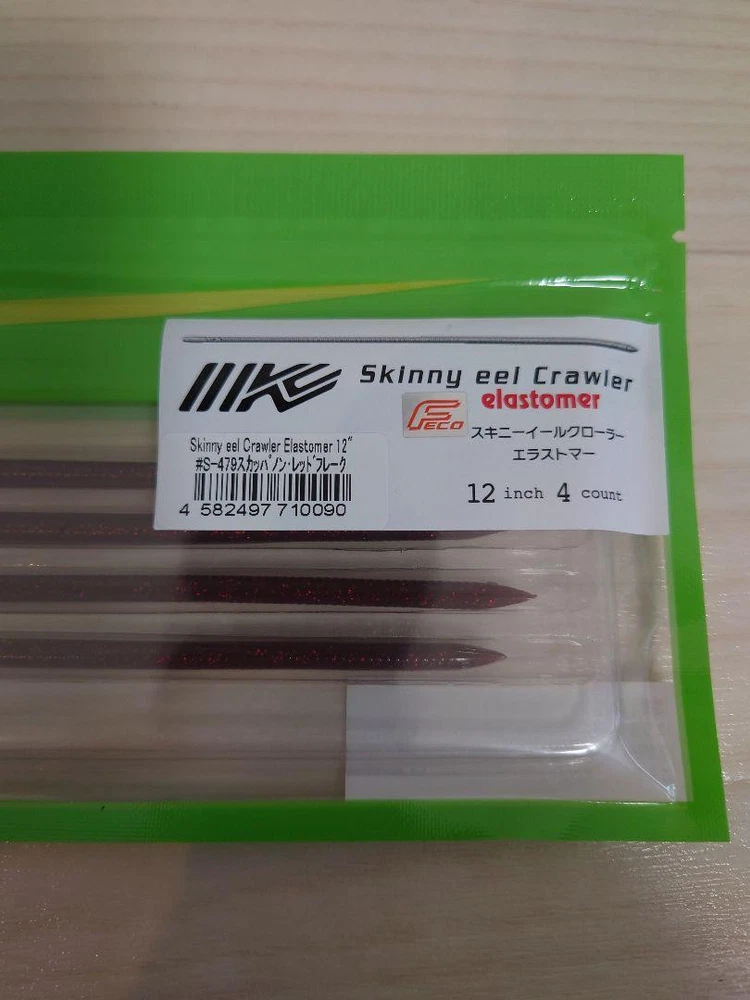 IKC
Skinny eel Crawler
elastomer
FECO
スキニーイールクローラー
エラストマー
12 inch 4 count
Skinny eel Crawler Elastomer 12"
#S-479スカッパノン・レッドフレーク
4 582497 710090